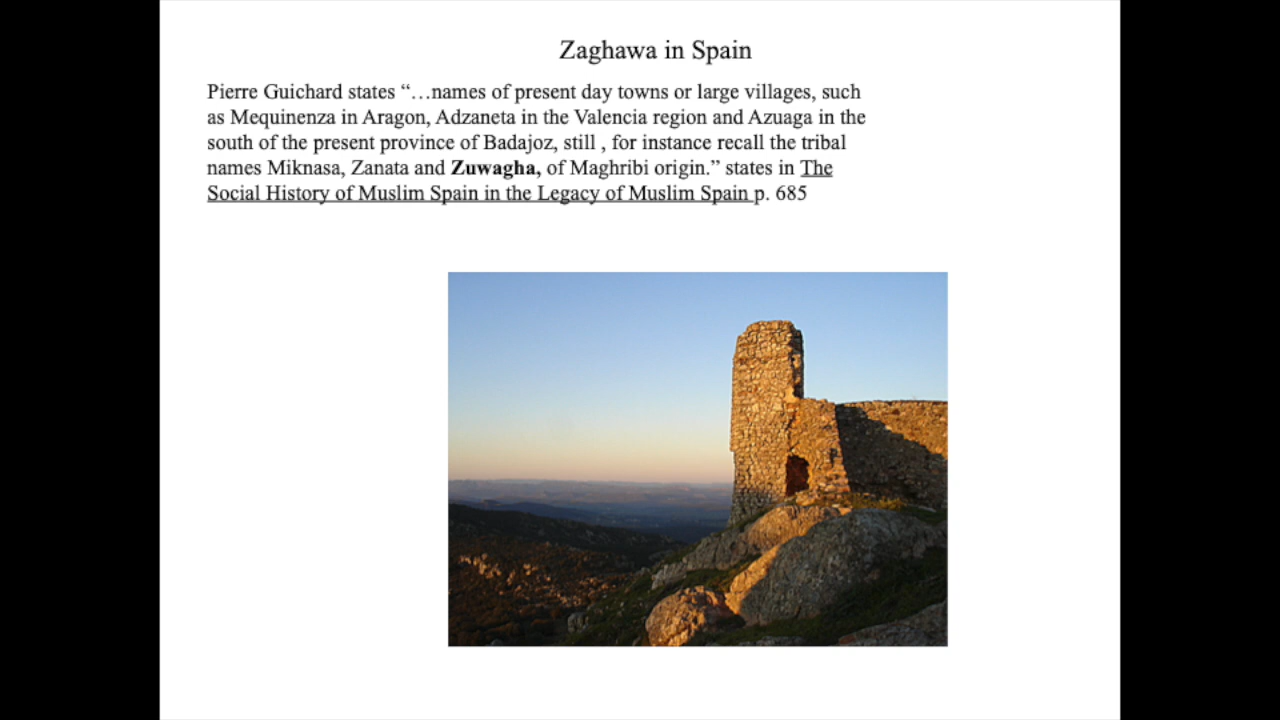 Zaghawa in Spain
Pierre Guichard states “…names of present day towns or large villages, such
as Mequinenza in Aragon, Adzaneta in the Valencia region and Azuaga in the
south of the present province of Badajoz, still , for instance recall the tribal
names Miknasa, Zanata and Zuwagha, of Maghribi origin.” states in The
Social History of Muslim Spain in the Legacy of Muslim Spain p. 685